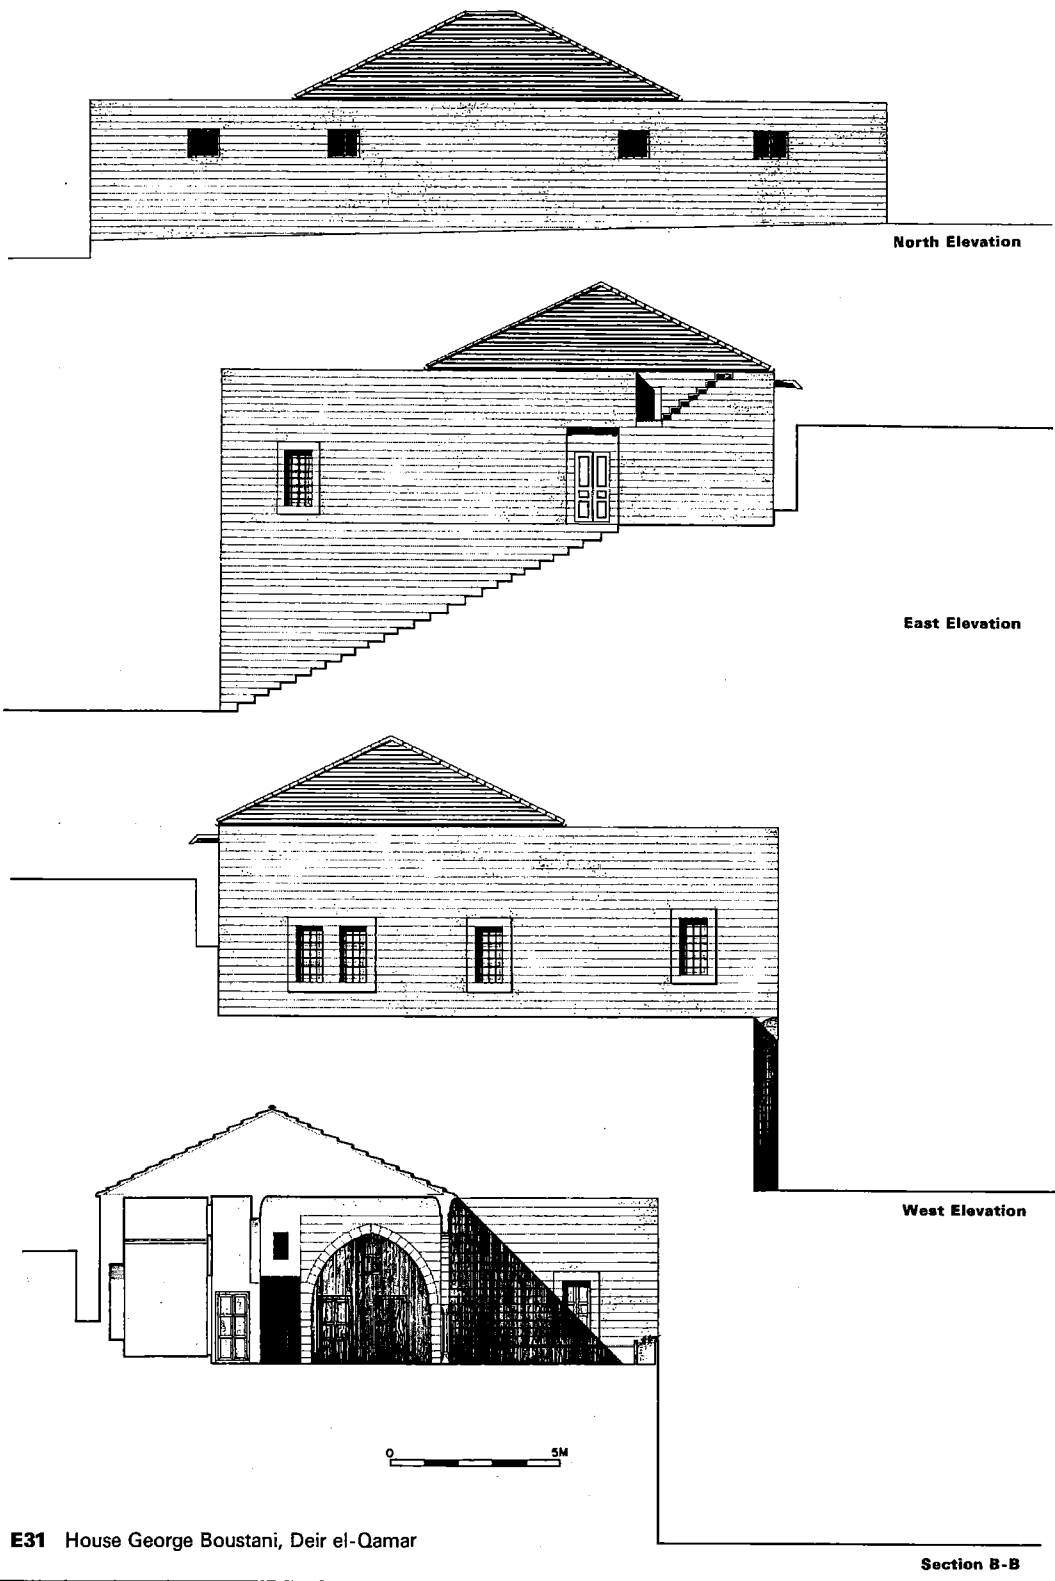 North Elevation
East Elevation
West Elevation
0 5M
E31 House George Boustani, Deir el-Qamar
Section B-B